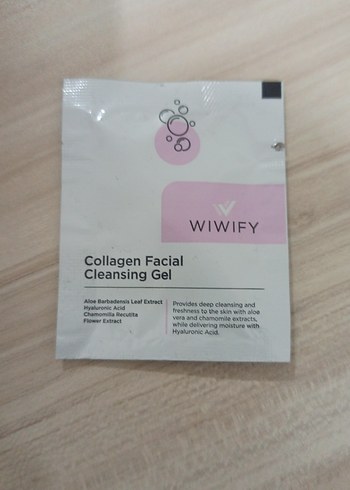 WIWIFY
Collagen Facial
Cleansing Gel
Aloe Barbadensis Leaf Extract
Hyaluronic Acid
Chamomilla Recutita
Flower Extract
Provides deep cleansing and
freshness to the skin with aloe
vera and chamomile extracts,
while delivering moisture with
Hyaluronic Acid.